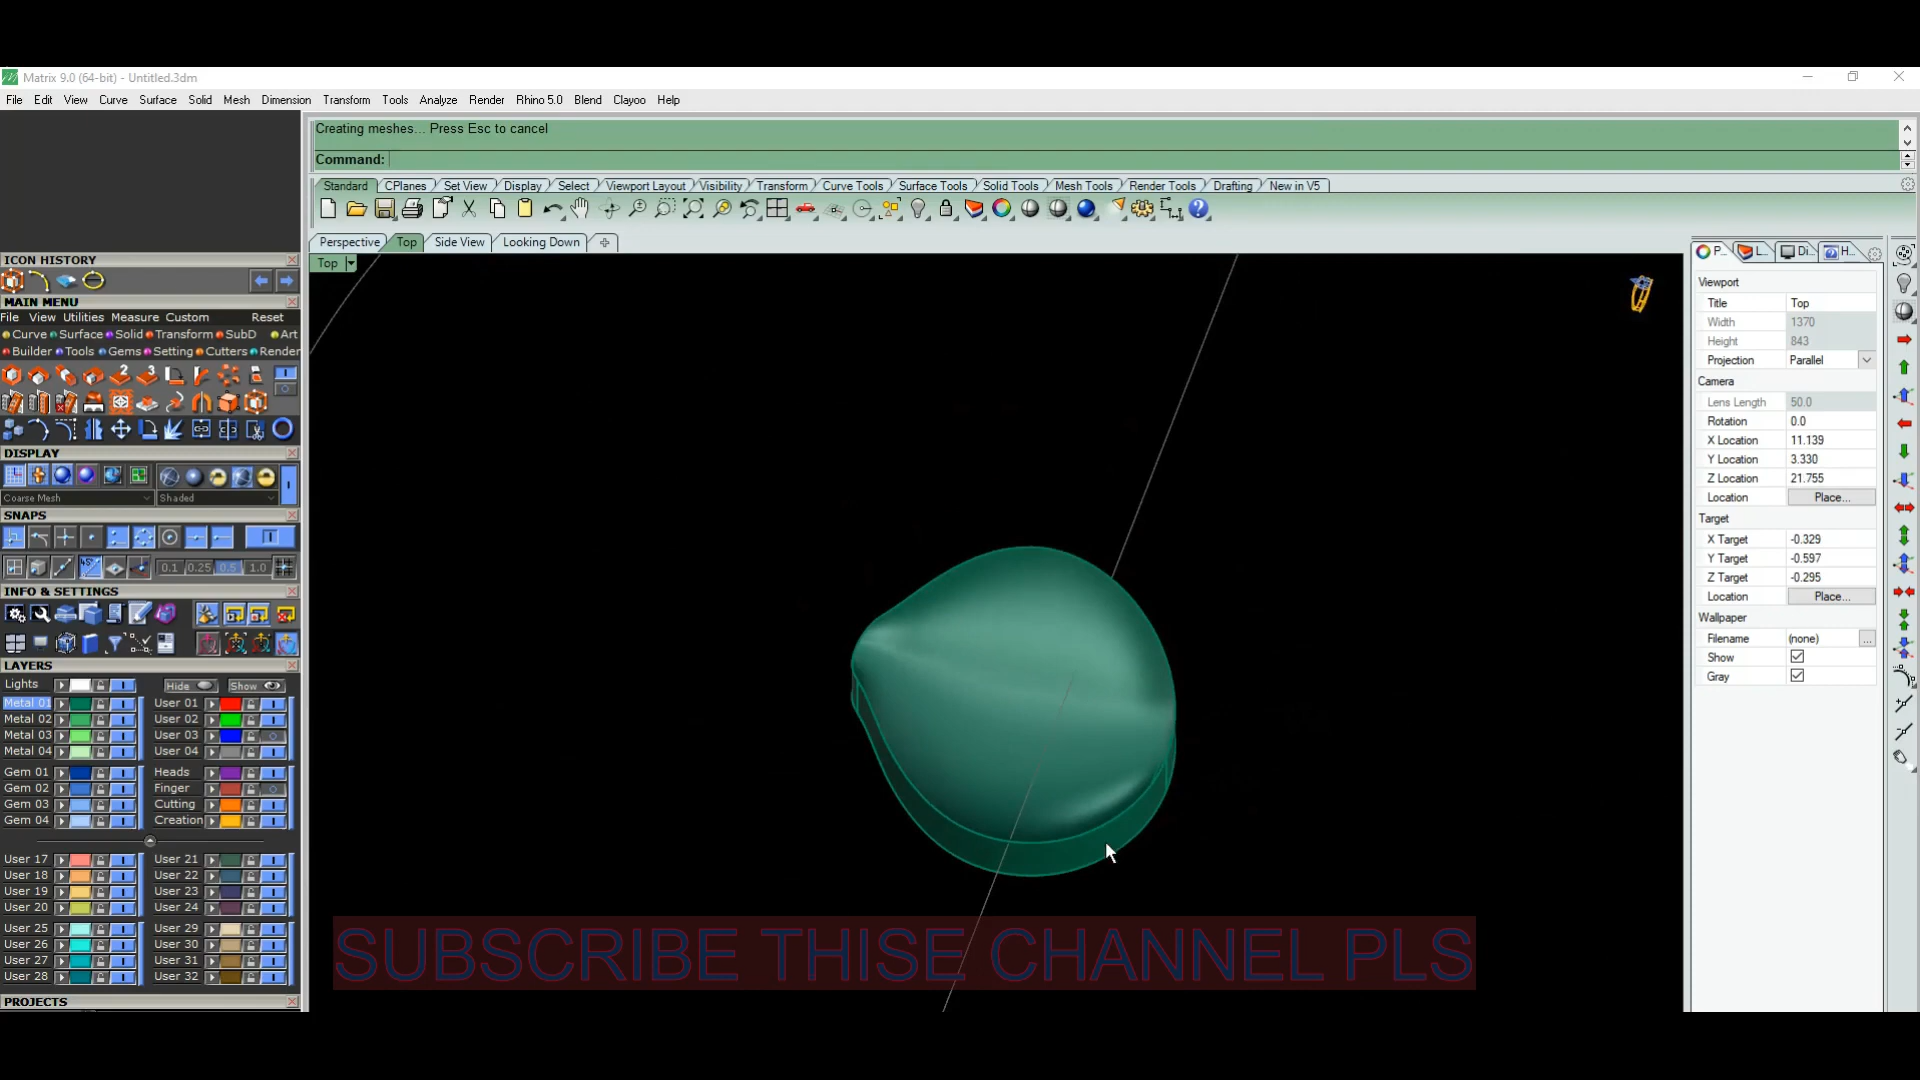 Matrix 9.0 (64-bit) - Untitled.3dm
File Edit View Curve Surface Solid Mesh Dimension Transform Tools Analyze Render Rhino 5.0 Blend Clayoo Help
Creating meshes... Press Esc to cancel
Command:
Standard CPlanes Set View Display Select Viewport Layout Visibility Transform Curve Tools Surface Tools Solid Tools Mesh Tools Render Tools Drafting New in V5
Perspective Top Side View Looking Down
Top
P... L... Di... H...
ICON HISTORY
MAIN MENU
File View Utilities Measure Custom Reset
Curve Surface Solid Transform SubD Art
Builder Tools Gems Setting Cutters Render
2 3
DISPLAY
Coarse Mesh Shaded
SNAPS
45° 0.1 0.25 0.5 1.0
INFO & SETTINGS
LAYERS
Lights Hide Show
Metal 01 User 01
Metal 02 User 02
Metal 03 User 03
Metal 04 User 04
Gem 01 Heads
Gem 02 Finger
Gem 03 Cutting
Gem 04 Creation
User 17 User 21
User 18 User 22
User 19 User 23
User 20 User 24
User 25 User 29
User 26 User 30
User 27 User 31
User 28 User 32
PROJECTS
Viewport
Title Top
Width 1370
Height 843
Projection Parallel
Camera
Lens Length 50.0
Rotation 0.0
X Location 11.139
Y Location 3.330
Z Location 21.755
Location Place...
Target
X Target -0.329
Y Target -0.597
Z Target -0.295
Location Place...
Wallpaper
Filename (none) ...
Show
Gray
SUBSCRIBE THISE CHANNEL PLS